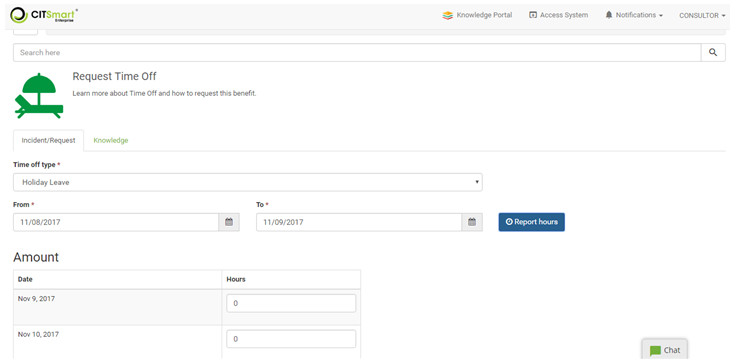 CITSmart
Enterprise
Knowledge Portal
Access System
Notifications
CONSULTOR
Search here
Request Time Off
Learn more about Time Off and how to request this benefit.
Incident/Request
Knowledge
Time off type *
Holiday Leave
From *
To *
11/08/2017
11/09/2017
Report hours
Amount
Date
Hours
Nov 9, 2017
0
Nov 10, 2017
0
Chat